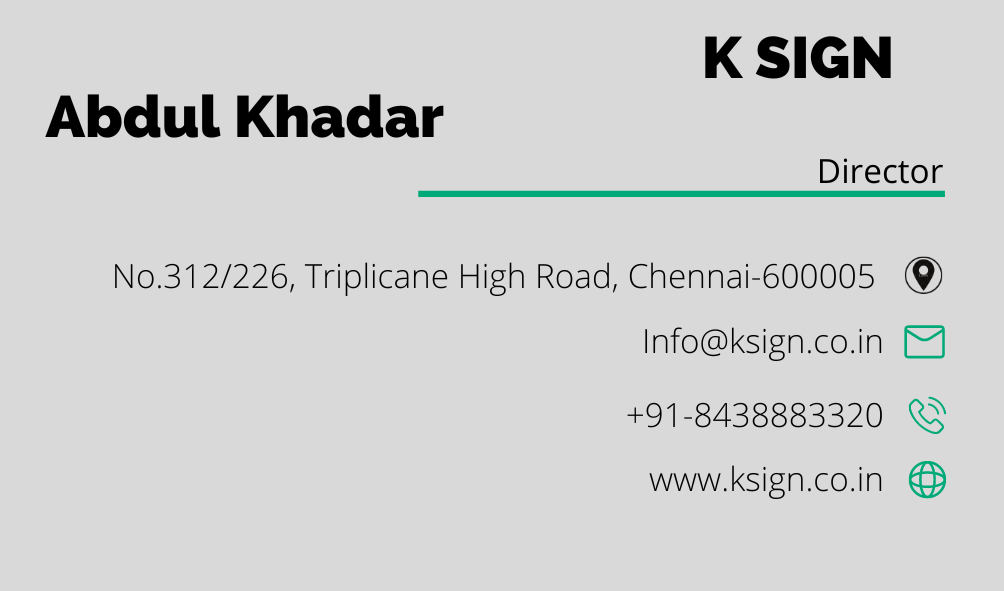 K SIGN
Abdul Khadar
Director
No.312/226, Triplicane High Road, Chennai-600005
Info@ksign.co.in
+91-8438883320
www.ksign.co.in